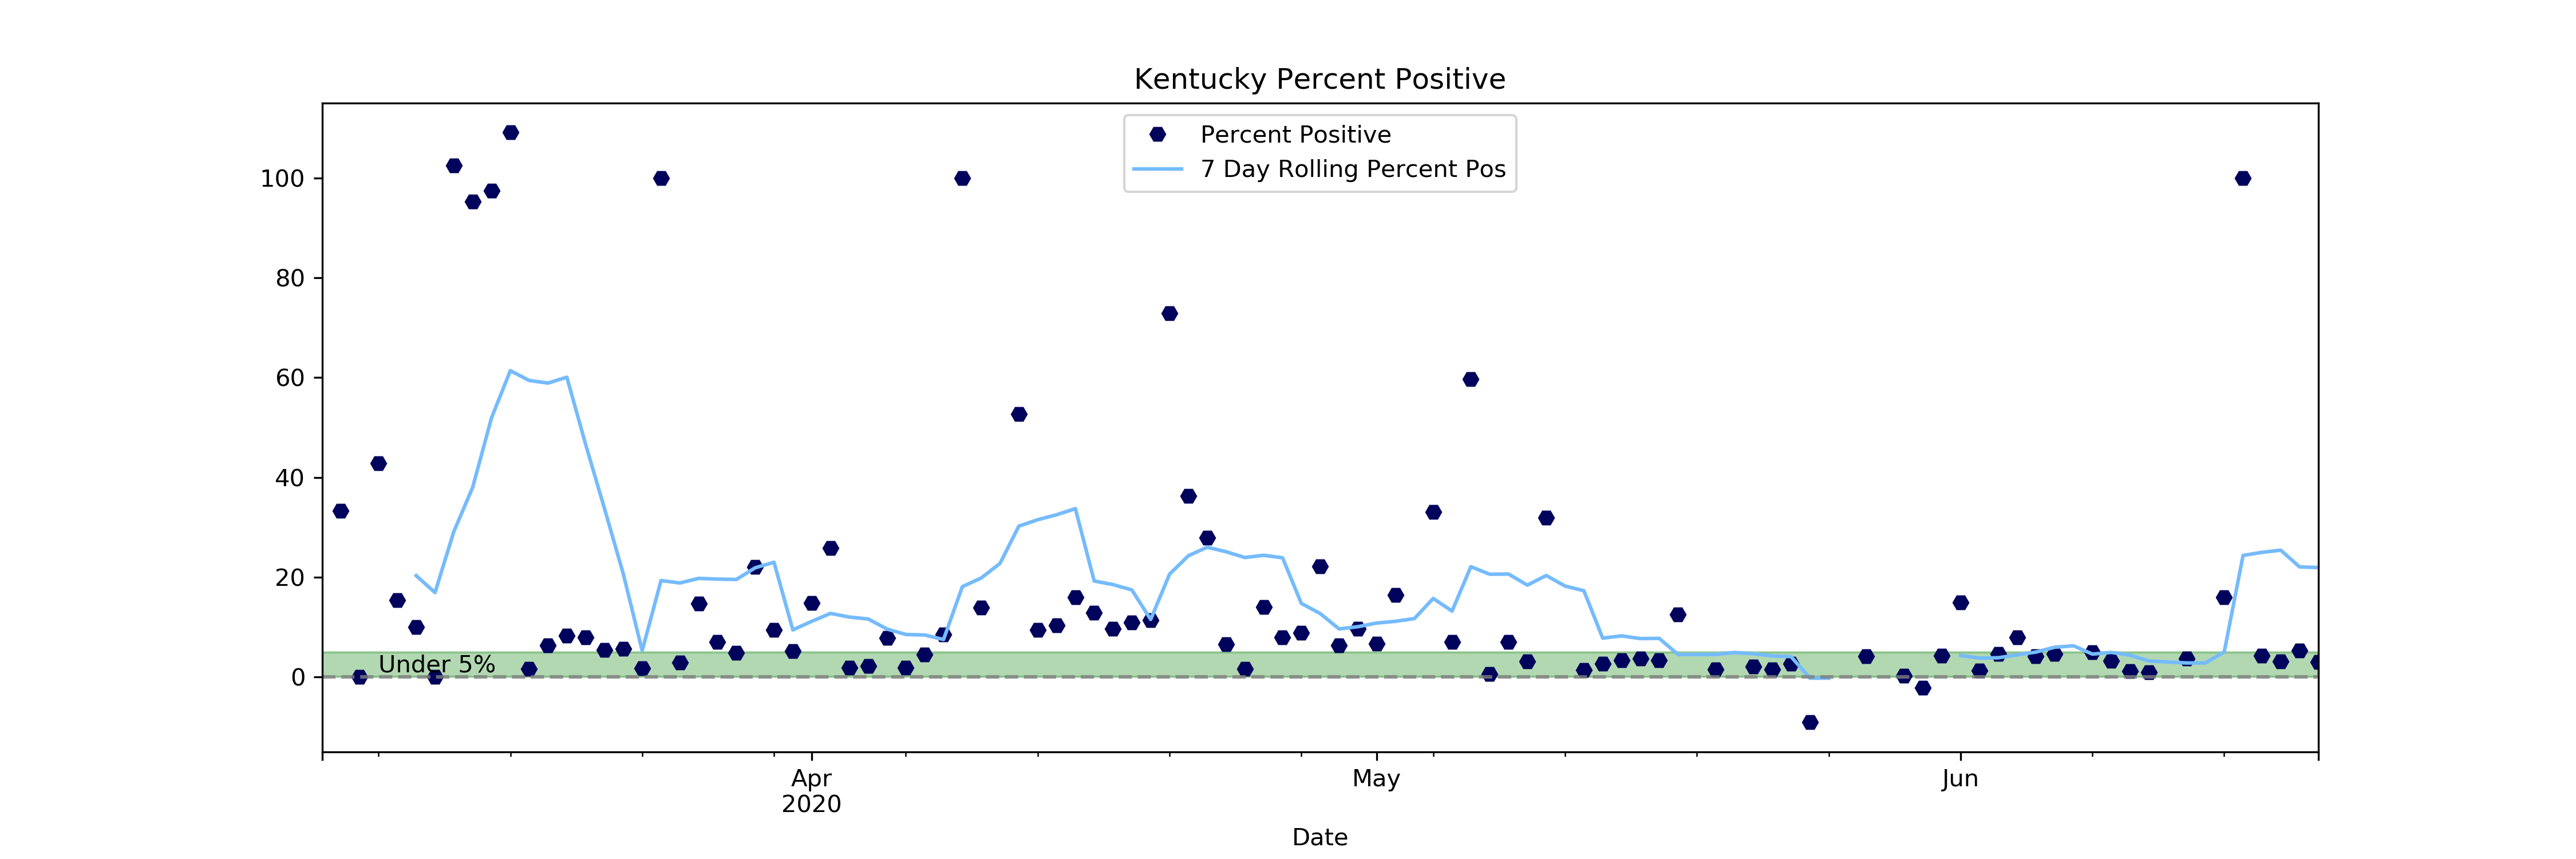 Kentucky Percent Positive
Percent Positive
7 Day Rolling Percent Pos
100
80
60
40
20
0
Under 5%
Apr
2020
May
Jun
Date